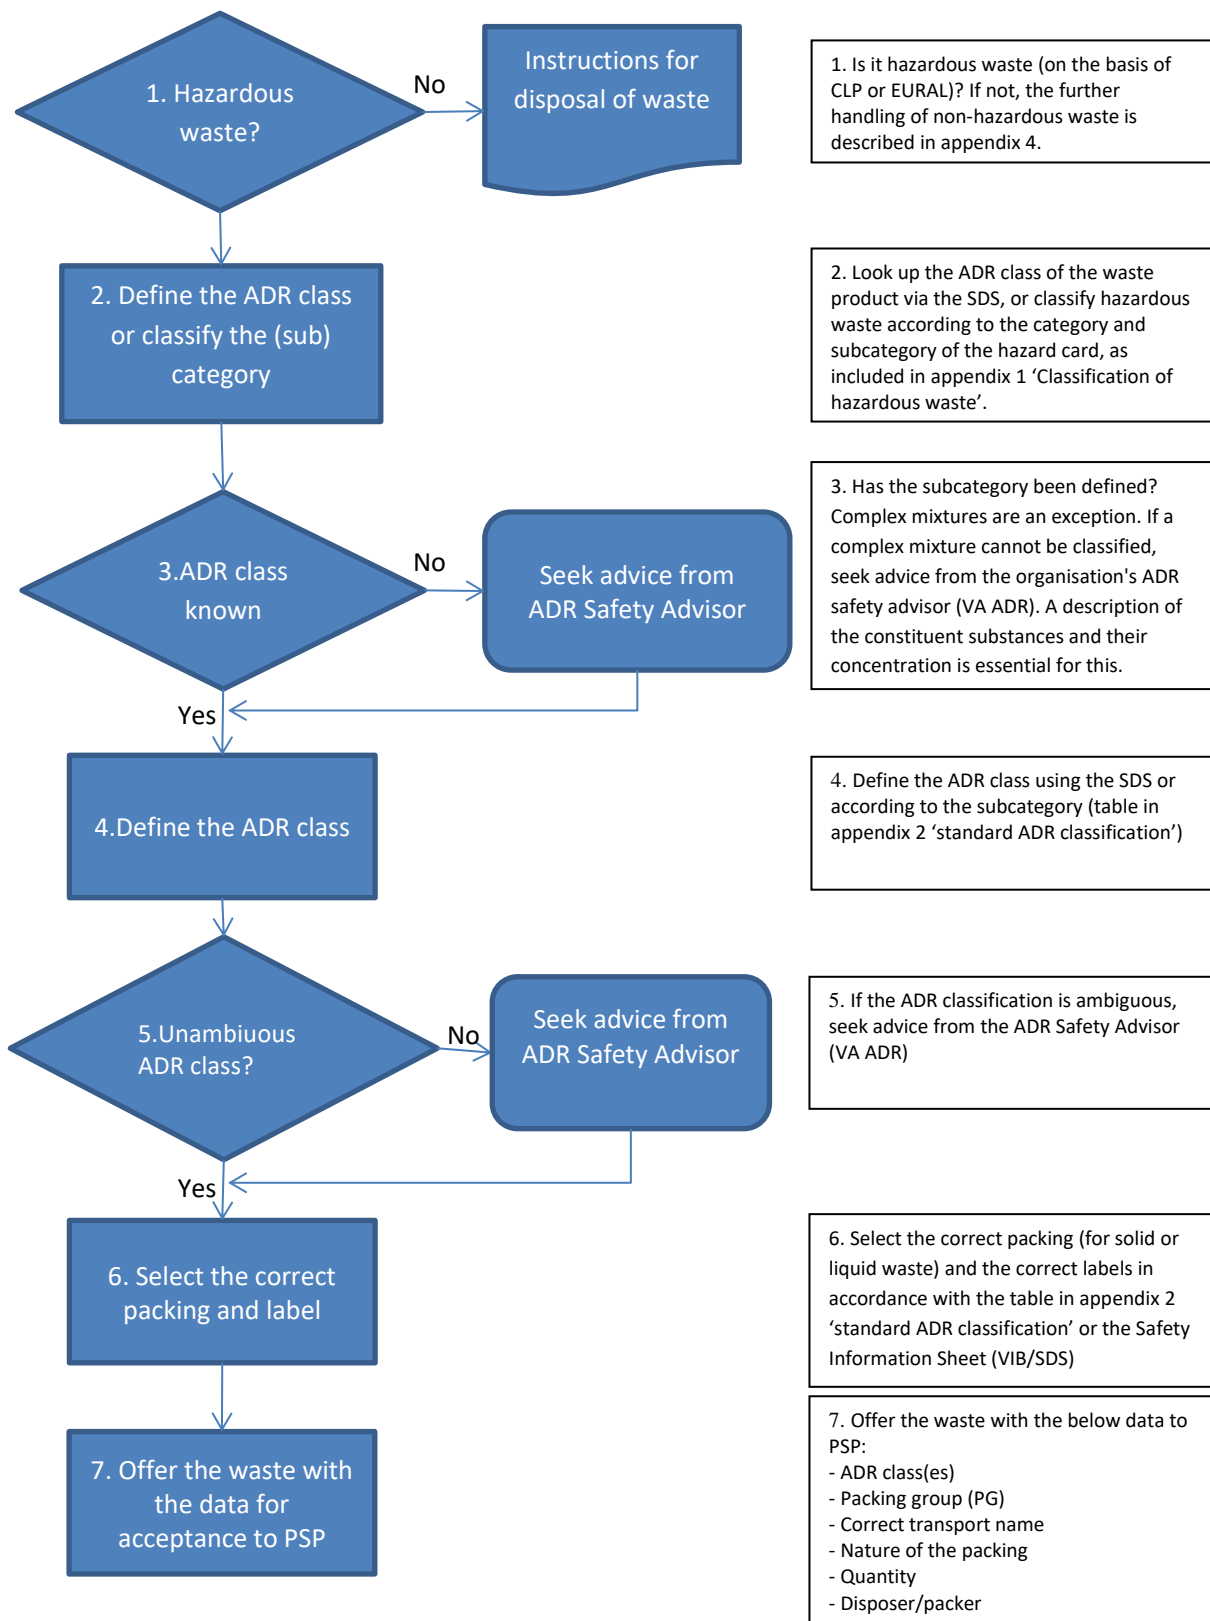 1. Hazardous
waste?
No
Instructions for
disposal of waste
1. Is it hazardous waste (on the basis of
CLP or EURAL)? If not, the further
handling of non-hazardous waste is
described in appendix 4.
2. Define the ADR class
or classify the (sub)
category
2. Look up the ADR class of the waste
product via the SDS, or classify hazardous
waste according to the category and
subcategory of the hazard card, as
included in appendix 1 ‘Classification of
hazardous waste’.
3.ADR class
known
No
Seek advice from
ADR Safety Advisor
3. Has the subcategory been defined?
Complex mixtures are an exception. If a
complex mixture cannot be classified,
seek advice from the organisation's ADR
safety advisor (VA ADR). A description of
the constituent substances and their
concentration is essential for this.
Yes
4.Define the ADR class
4. Define the ADR class using the SDS or
according to the subcategory (table in
appendix 2 ‘standard ADR classification’)
5.Unambiuous
ADR class?
No
Seek advice from
ADR Safety Advisor
5. If the ADR classification is ambiguous,
seek advice from the ADR Safety Advisor
(VA ADR)
Yes
6. Select the correct
packing and label
6. Select the correct packing (for solid or
liquid waste) and the correct labels in
accordance with the table in appendix 2
‘standard ADR classification’ or the Safety
Information Sheet (VIB/SDS)
7. Offer the waste with
the data for
acceptance to PSP
7. Offer the waste with the below data to
PSP:
- ADR class(es)
- Packing group (PG)
- Correct transport name
- Nature of the packing
- Quantity
- Disposer/packer